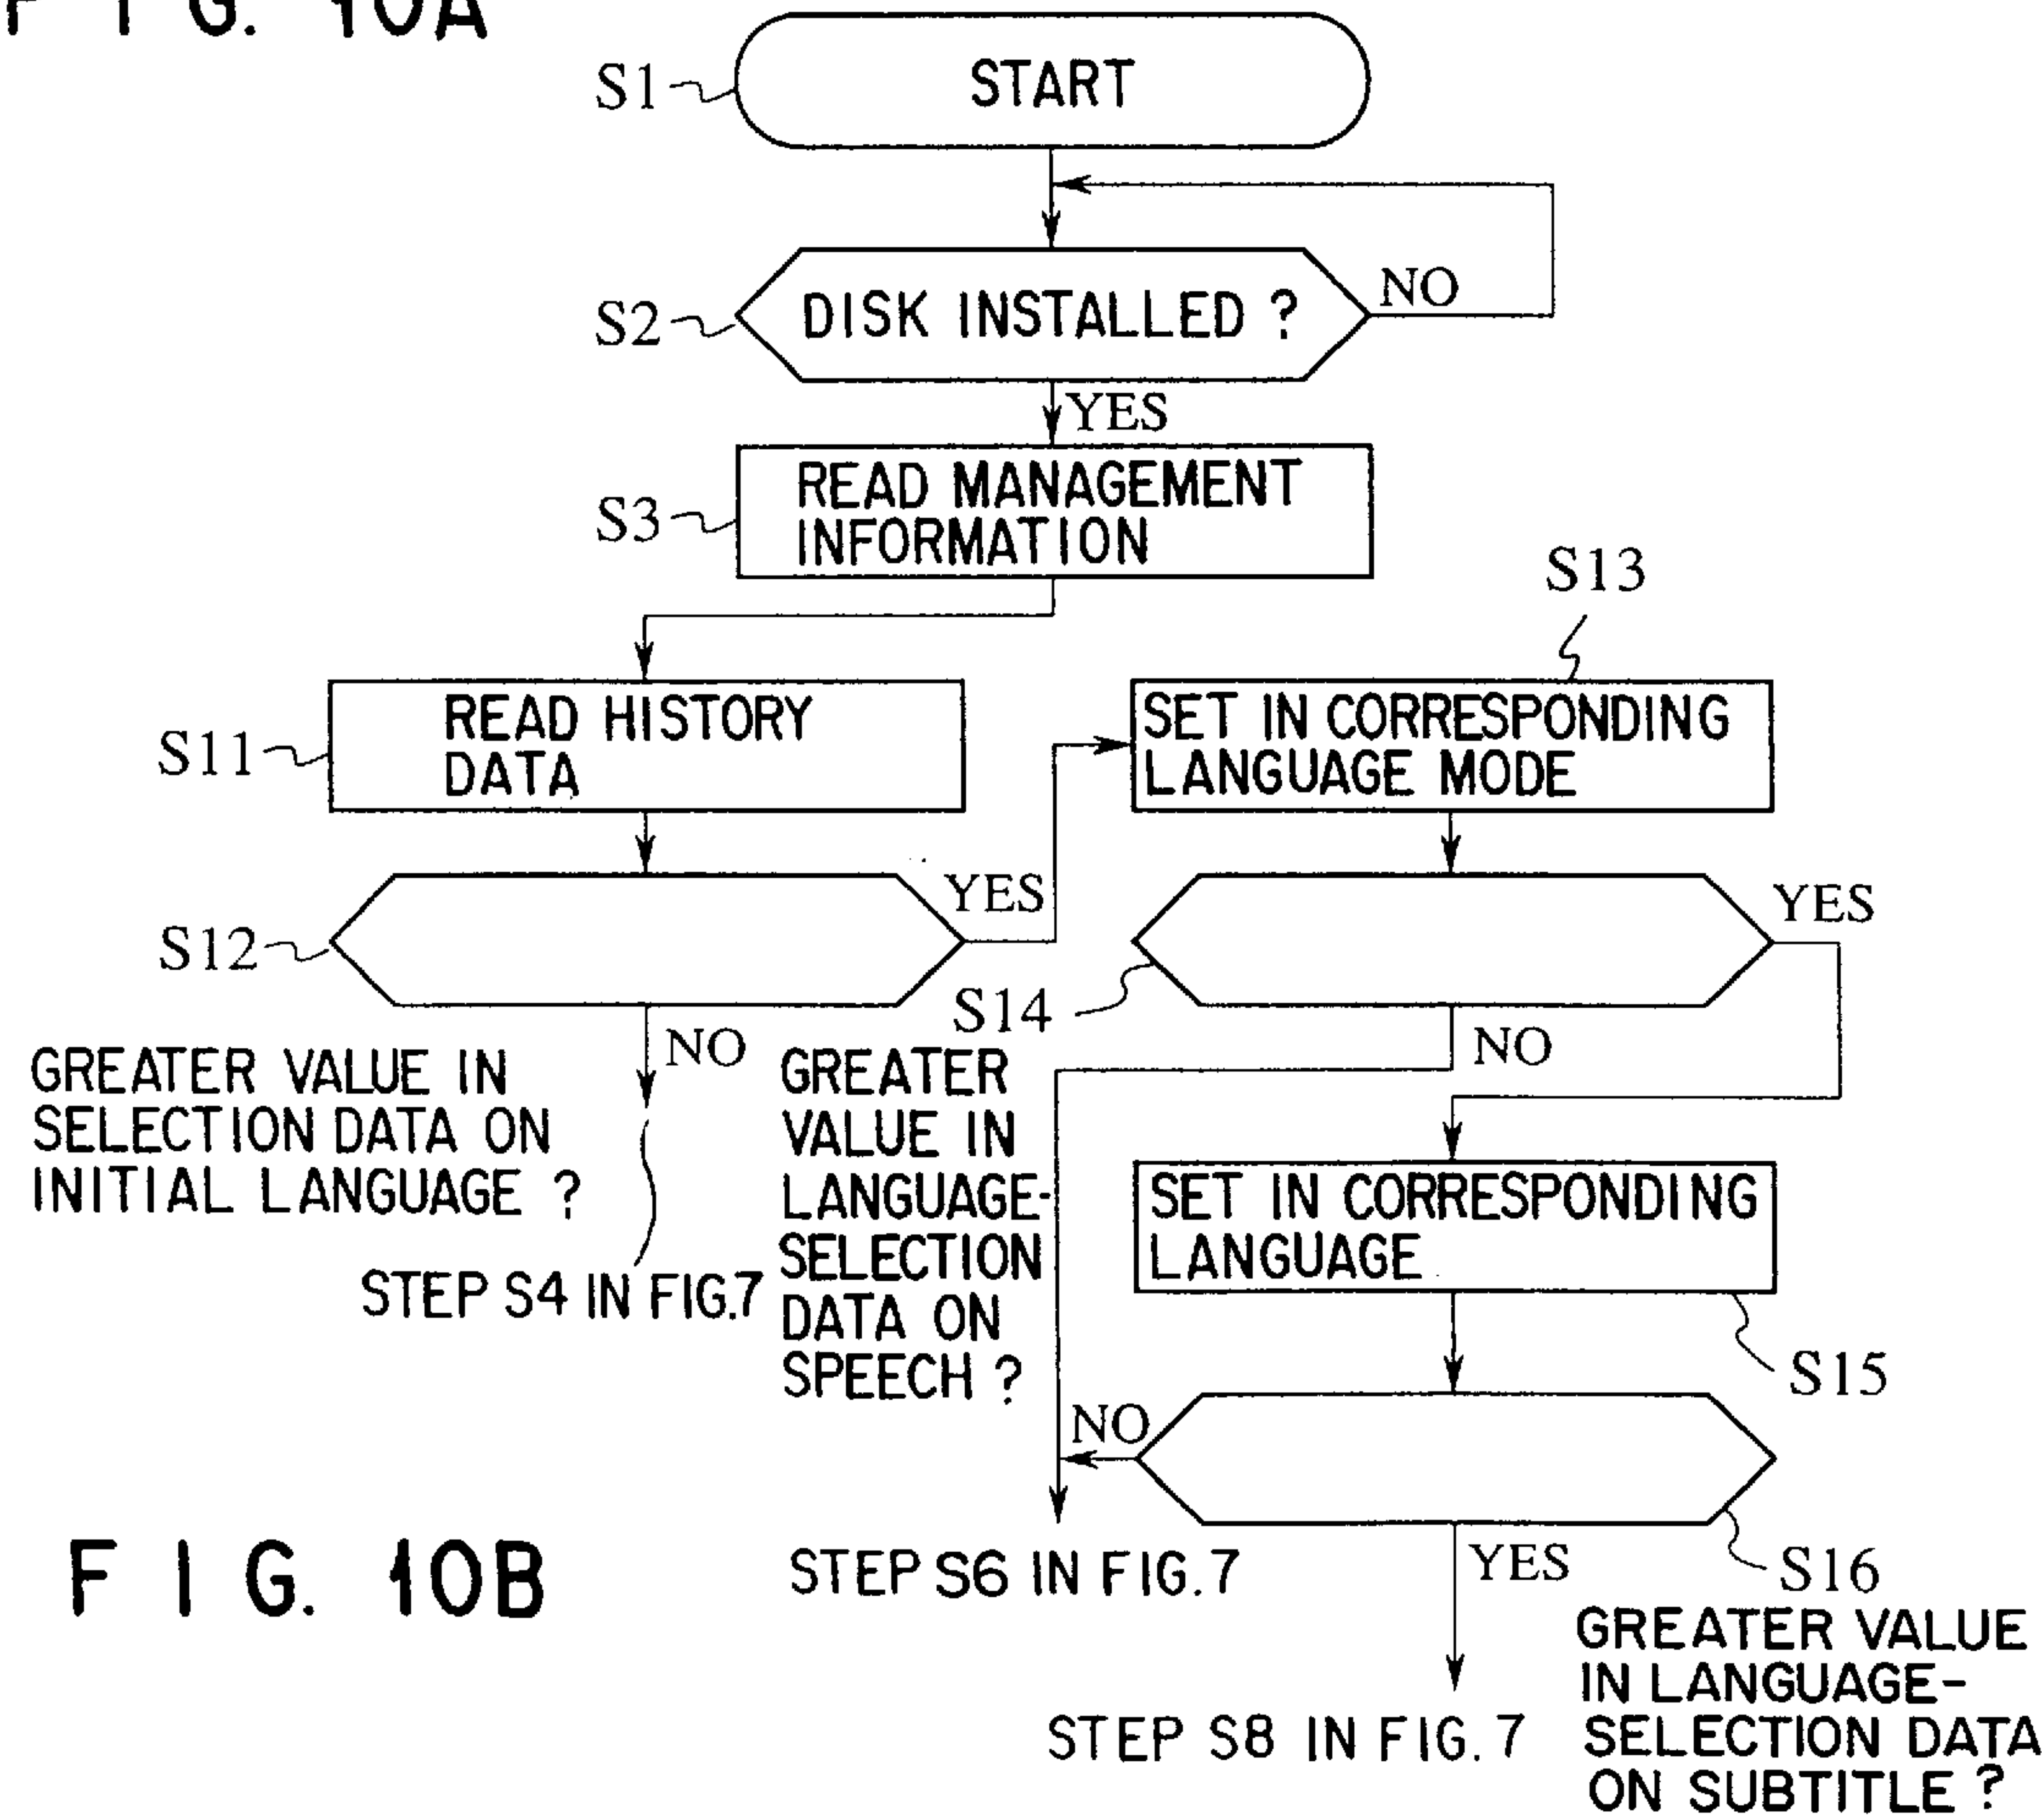 F I G. 10A
S1
START
S2
DISK INSTALLED ?
NO
YES
S3
READ MANAGEMENT
INFORMATION
S11
READ HISTORY
DATA
S13
SET IN CORRESPONDING
LANGUAGE MODE
S12
YES
NO
GREATER VALUE IN
SELECTION DATA ON
INITIAL LANGUAGE ?
STEP S4 IN FIG.7
S14
YES
NO
GREATER
VALUE IN
LANGUAGE-
SELECTION
DATA ON
SPEECH ?
SET IN CORRESPONDING
LANGUAGE
S15
NO
STEP S6 IN FIG.7
YES
S16
GREATER VALUE
IN LANGUAGE-
SELECTION DATA
ON SUBTITLE ?
STEP S8 IN FIG.7
F I G. 10B